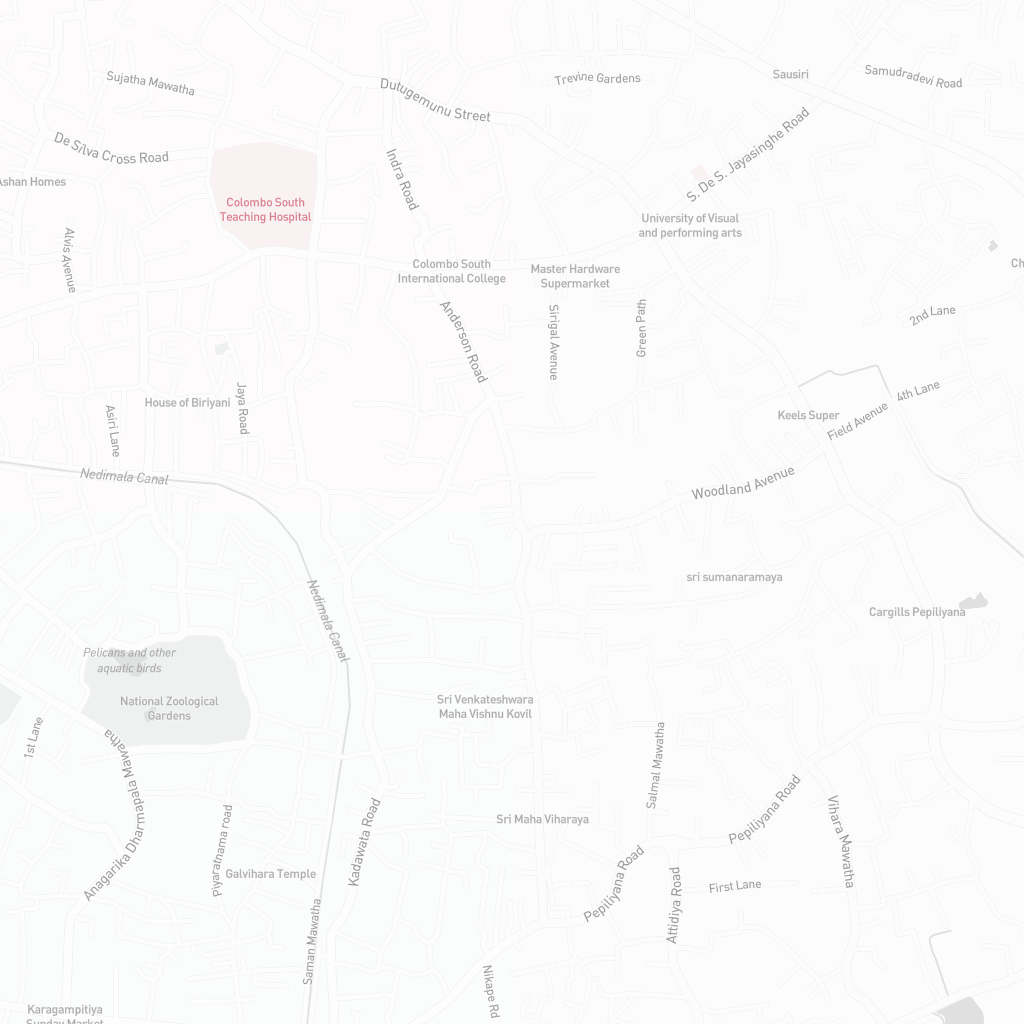 Sujatha Mawatha
Dutugemunu Street
Trevine Gardens
Sausiri
Samudradevi Road
De Silva Cross Road
Indra Road
S. De S. Jayasinghe Road
Ashan Homes
Colombo South
Teaching Hospital
University of Visual
and performing arts
Alvis Avenue
Colombo South
International College
Master Hardware
Supermarket
Ch
2nd Lane
Anderson Road
Sirigal Avenue
Green Path
House of Biriyani
Jaya Road
Asiri Lane
Keels Super
Field Avenue
4th Lane
Nedimala Canal
Woodland Avenue
sri sumanaramaya
Nedimala Canal
Cargills Pepiliyana
Pelicans and other
aquatic birds
National Zoological
Gardens
Sri Venkateshwara
Maha Vishnu Kovil
1st Lane
Anagarika Dharmapala Mawatha
Salmal Mawatha
Pepiliyana Road
Vihara Mawatha
Sri Maha Viharaya
Kadawata Road
Piyaratnama road
Galvihara Temple
Pepiliyana Road
Attidiya Road
First Lane
Saman Mawatha
Nikape Rd
Karagampitiya
Sunday Market